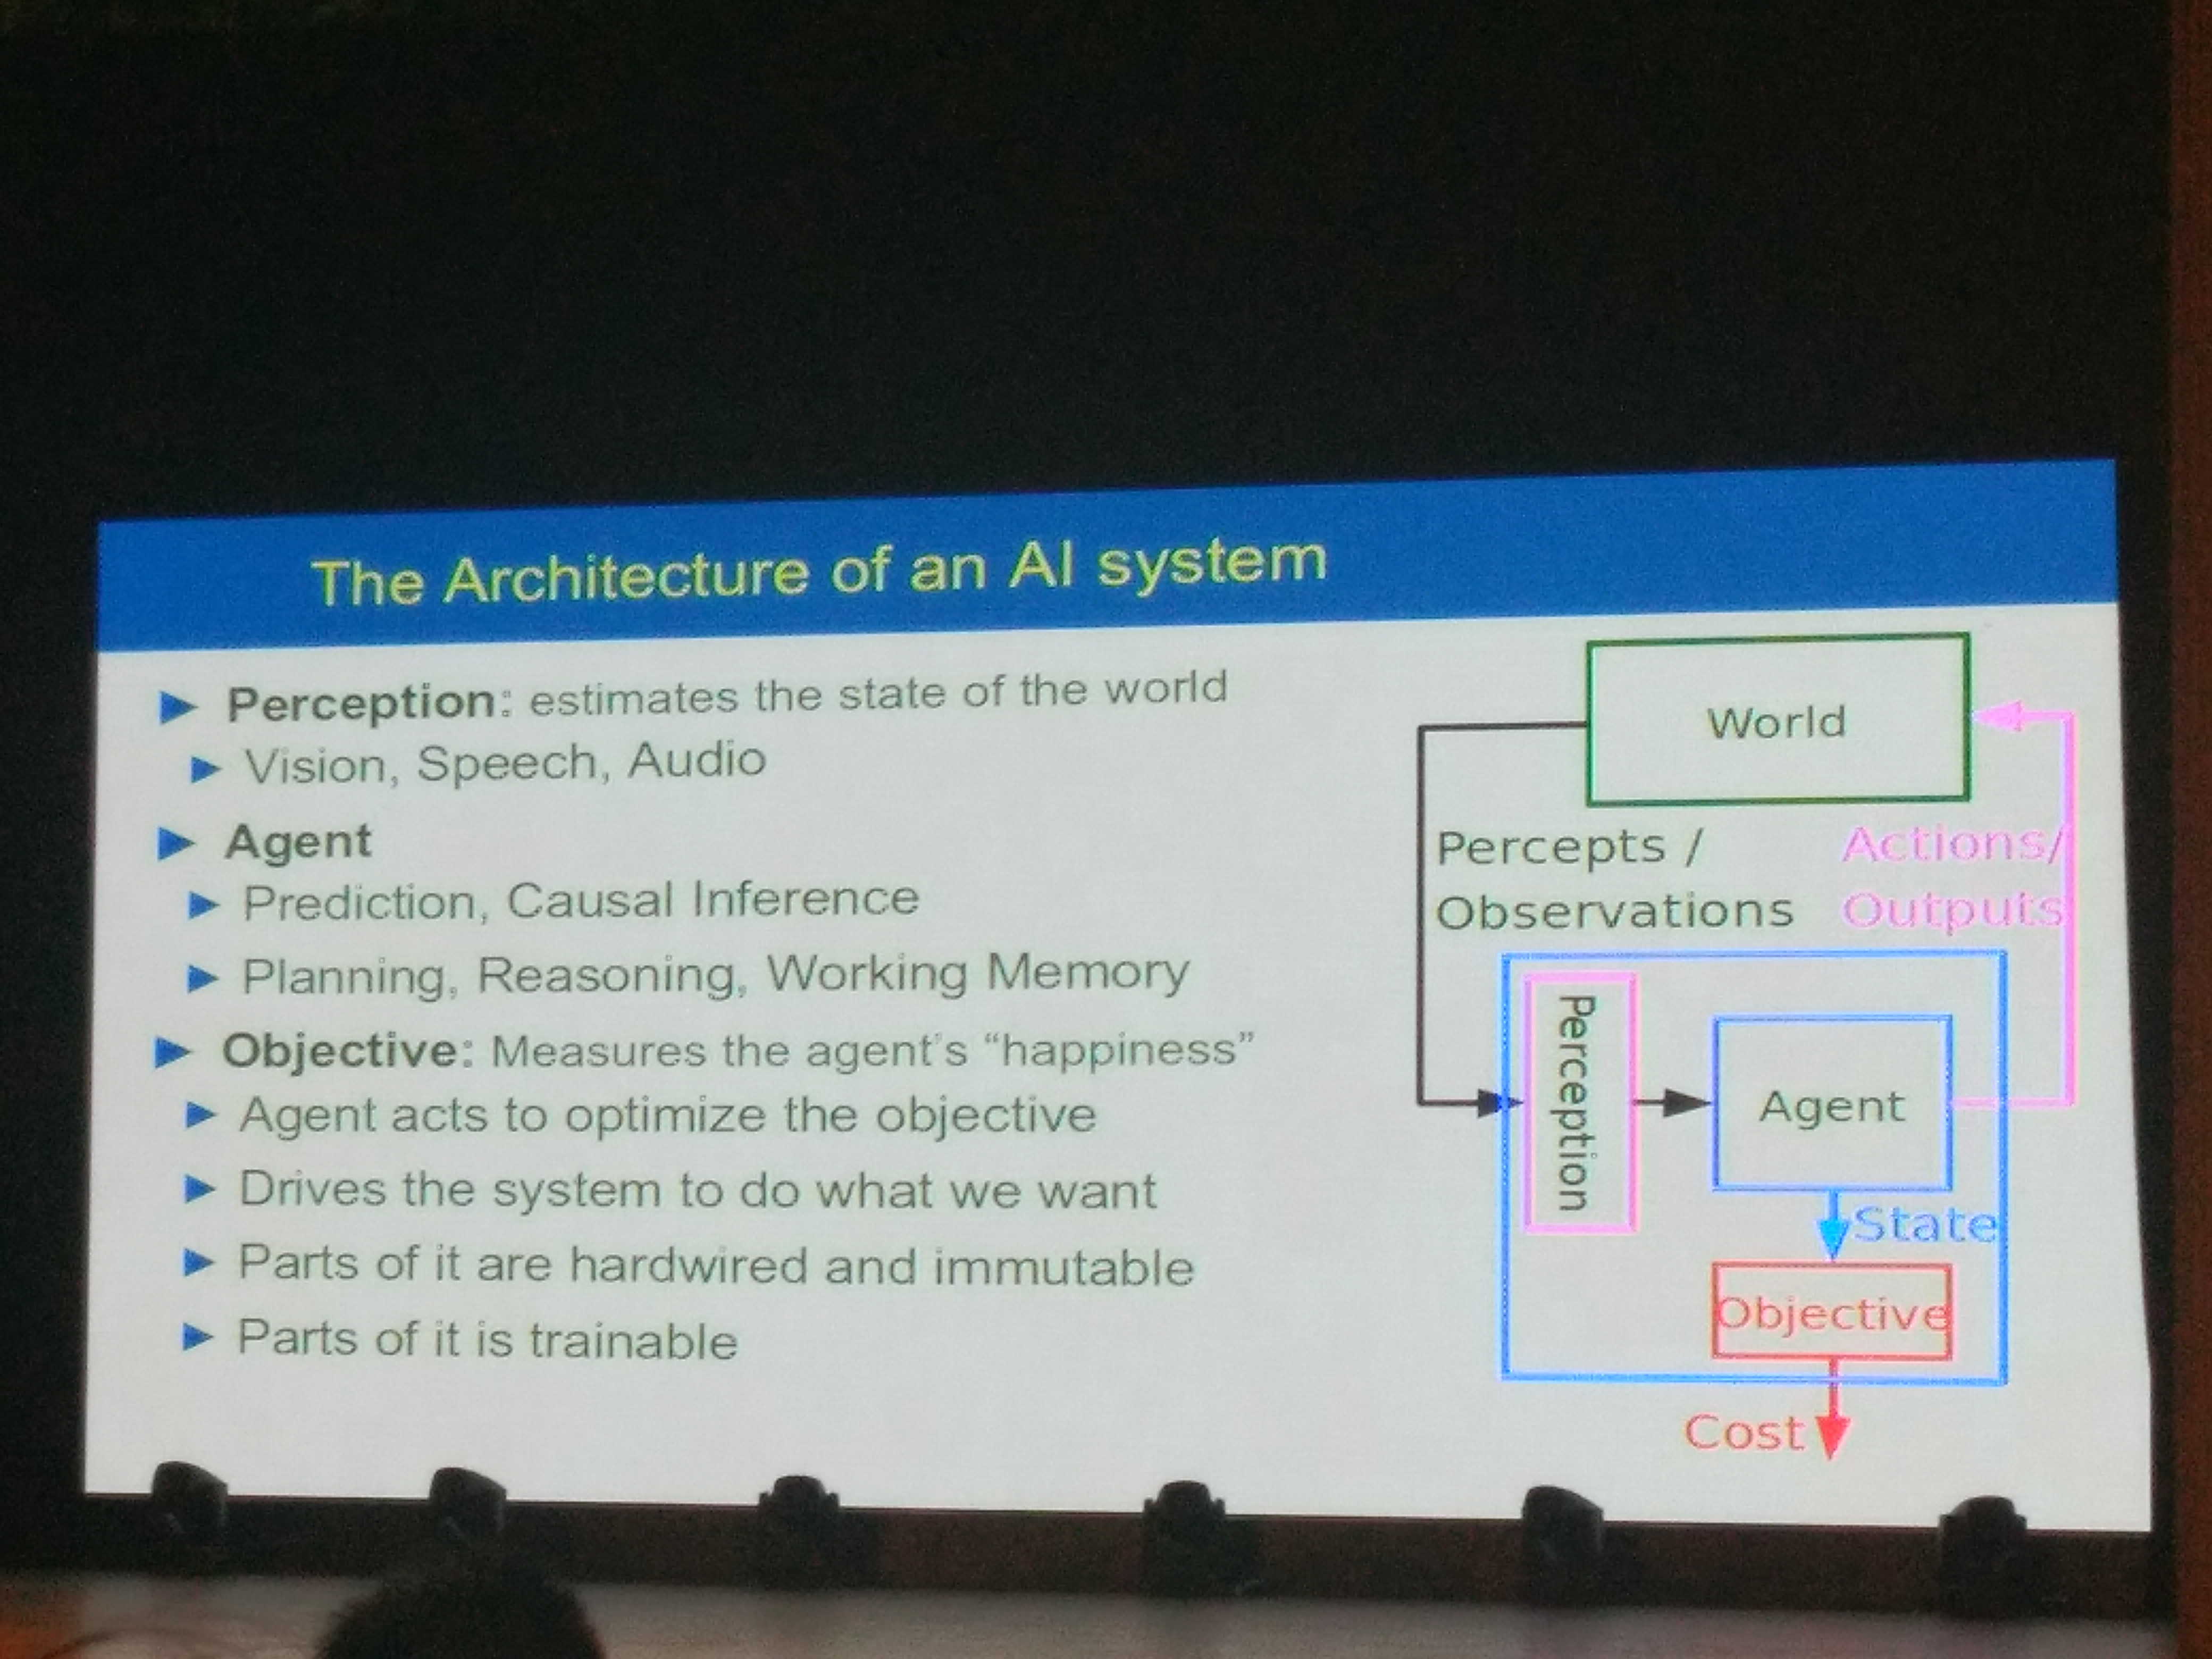 The Architecture of an AI system
Perception: estimates the state of the world
Vision, Speech, Audio
Agent
Prediction, Causal Inference
Planning, Reasoning, Working Memory
Objective: Measures the agent's “happiness”
Agent acts to optimize the objective
Drives the system to do what we want
Parts of it are hardwired and immutable
Parts of it is trainable
World
Percepts /
Observations
Actions/
Outputs
Perception
Agent
State
Objective
Cost